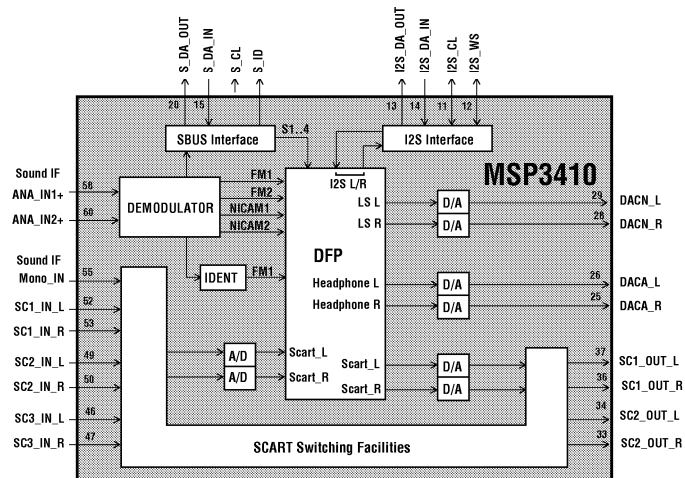 S_DA_OUT
S_DA_IN
S_CL
S_ID
I2S_DA_OUT
I2S_DA_IN
I2S_CL
I2S_WS
20
15
13
14
11
12
SBUS Interface
S1..4
I2S Interface
MSP3410
Sound IF
ANA_IN1+
58
ANA_IN2+
60
DEMODULATOR
FM1
FM2
NICAM1
NICAM2
I2S L/R
LS L
D/A
29
DACN_L
LS R
D/A
28
DACN_R
DFP
Sound IF
Mono_IN
55
IDENT
FM1
Headphone L
D/A
26
DACA_L
Headphone R
D/A
25
DACA_R
SC1_IN_L
52
SC1_IN_R
53
SC2_IN_L
49
SC2_IN_R
50
SC3_IN_L
46
SC3_IN_R
47
A/D
Scart_L
A/D
Scart_R
Scart_L
D/A
Scart_R
D/A
37
SC1_OUT_L
36
SC1_OUT_R
34
SC2_OUT_L
33
SC2_OUT_R
SCART Switching Facilities